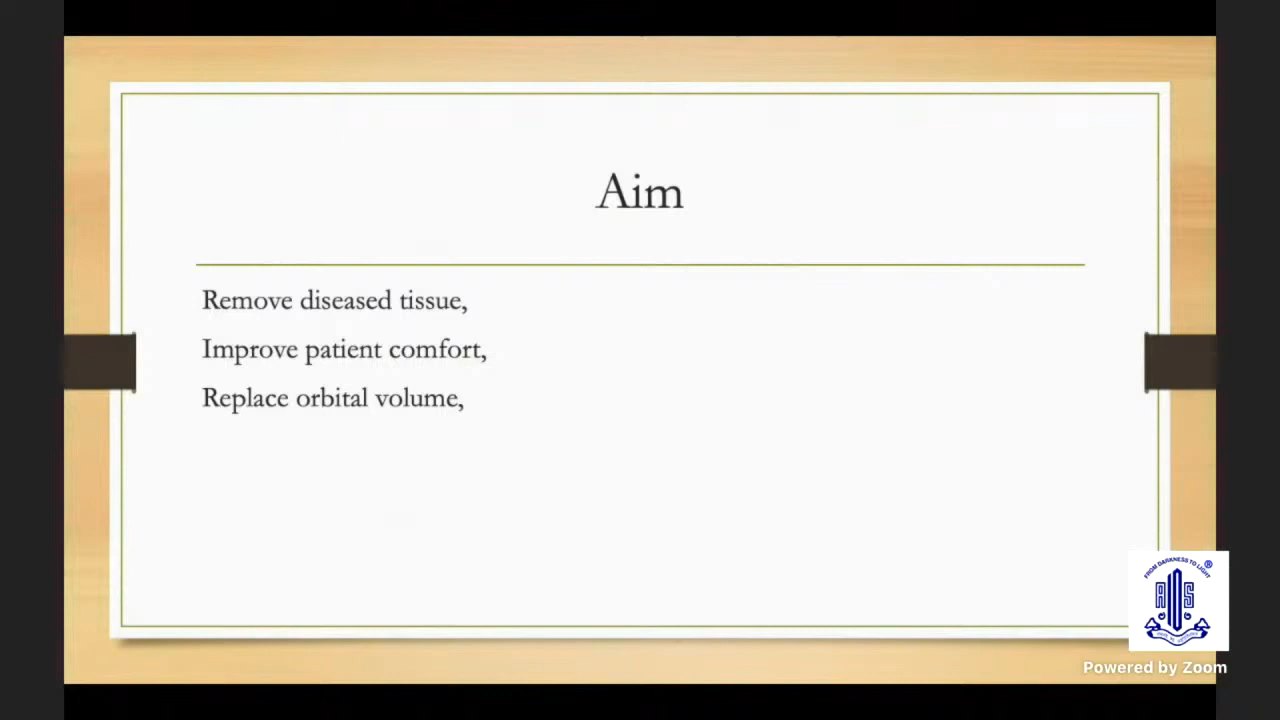 Aim
Remove diseased tissue,
Improve patient comfort,
Replace orbital volume,
FROM DARKNESS TO LIGHT
®
Powered by Zoom